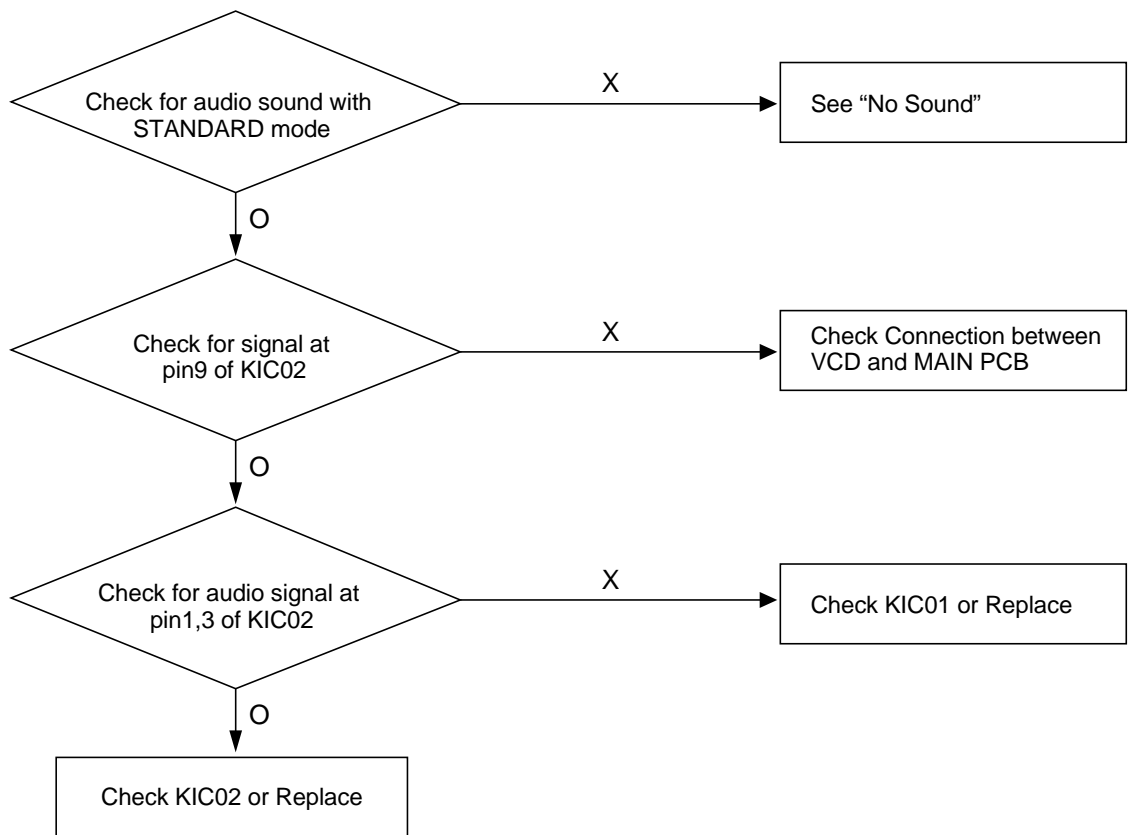 Check for audio sound with
STANDARD mode
X
See “No Sound”
O
Check for signal at
pin9 of KIC02
X
Check Connection between
VCD and MAIN PCB
O
Check for audio signal at
pin1,3 of KIC02
X
Check KIC01 or Replace
O
Check KIC02 or Replace